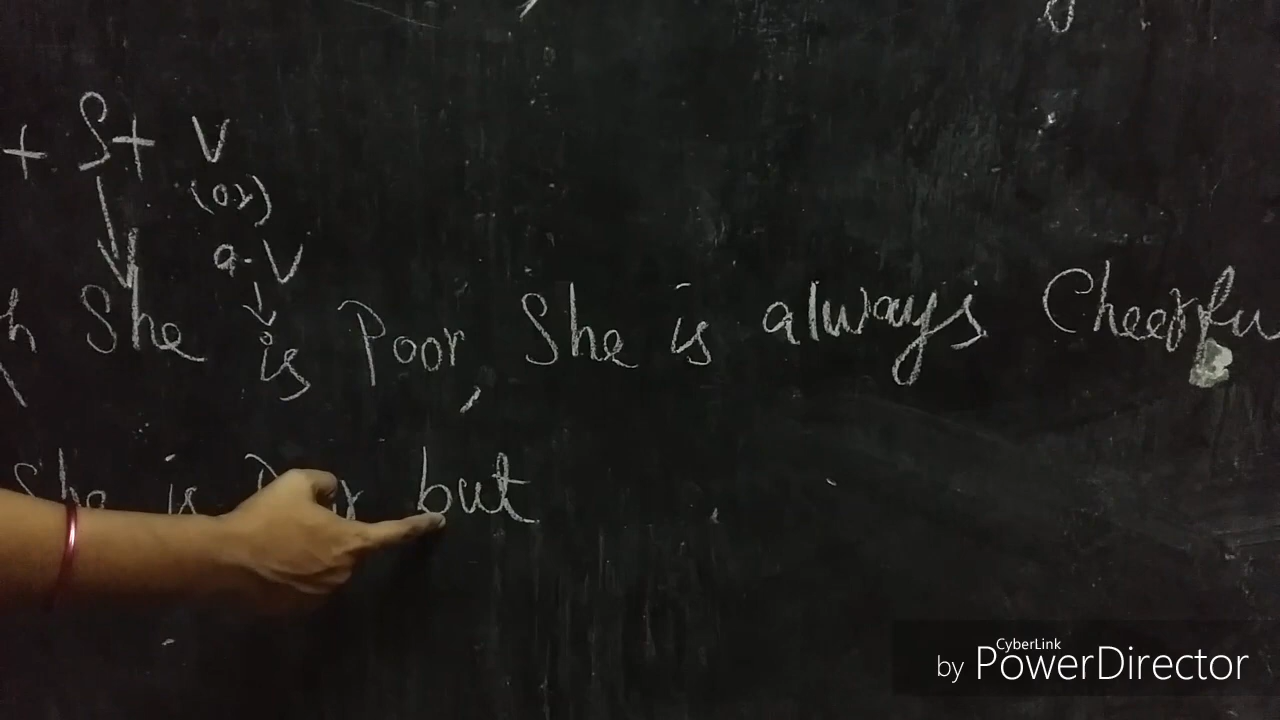 + S + V
(or)
a.V
h She is Poor, She is always Cheerfu
She is Poor but
by CyberLink PowerDirector